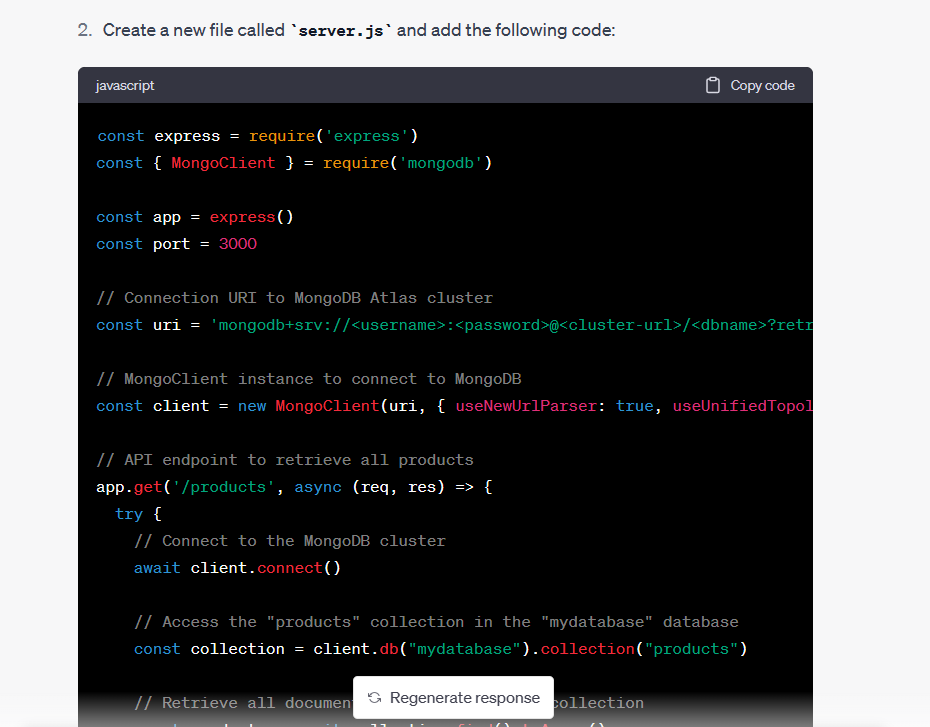 2. Create a new file called `server.js` and add the following code:
javascript
Copy code
const express = require('express')
const { MongoClient } = require('mongodb')
const app = express()
const port = 3000
// Connection URI to MongoDB Atlas cluster
const uri = 'mongodb+srv://<username>:<password>@<cluster-url>/<dbname>?retr
// MongoClient instance to connect to MongoDB
const client = new MongoClient(uri, { useNewUrlParser: true, useUnifiedTopol
// API endpoint to retrieve all products
app.get('/products', async (req, res) => {
try {
// Connect to the MongoDB cluster
await client.connect()
// Access the "products" collection in the "mydatabase" database
const collection = client.db("mydatabase").collection("products")
// Retrieve all documen
collection
Regenerate response